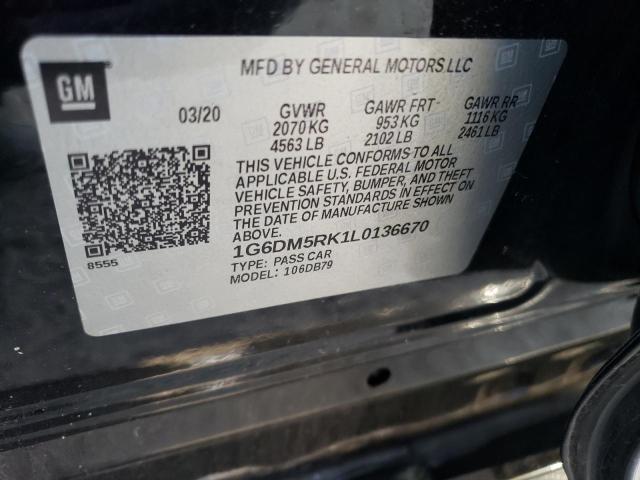 GM
MFD BY GENERAL MOTORS LLC
03/20
GVWR
2070 KG
4563 LB
GAWR FRT
953 KG
2102 LB
GAWR RR
1116 KG
2461 LB
THIS VEHICLE CONFORMS TO ALL
APPLICABLE U.S. FEDERAL MOTOR
VEHICLE SAFETY, BUMPER, AND THEFT
PREVENTION STANDARDS IN EFFECT ON
THE DATE OF MANUFACTURE SHOWN
ABOVE.
1G6DM5RK1L0136670
TYPE: PASS CAR
MODEL: 106DB79
8555